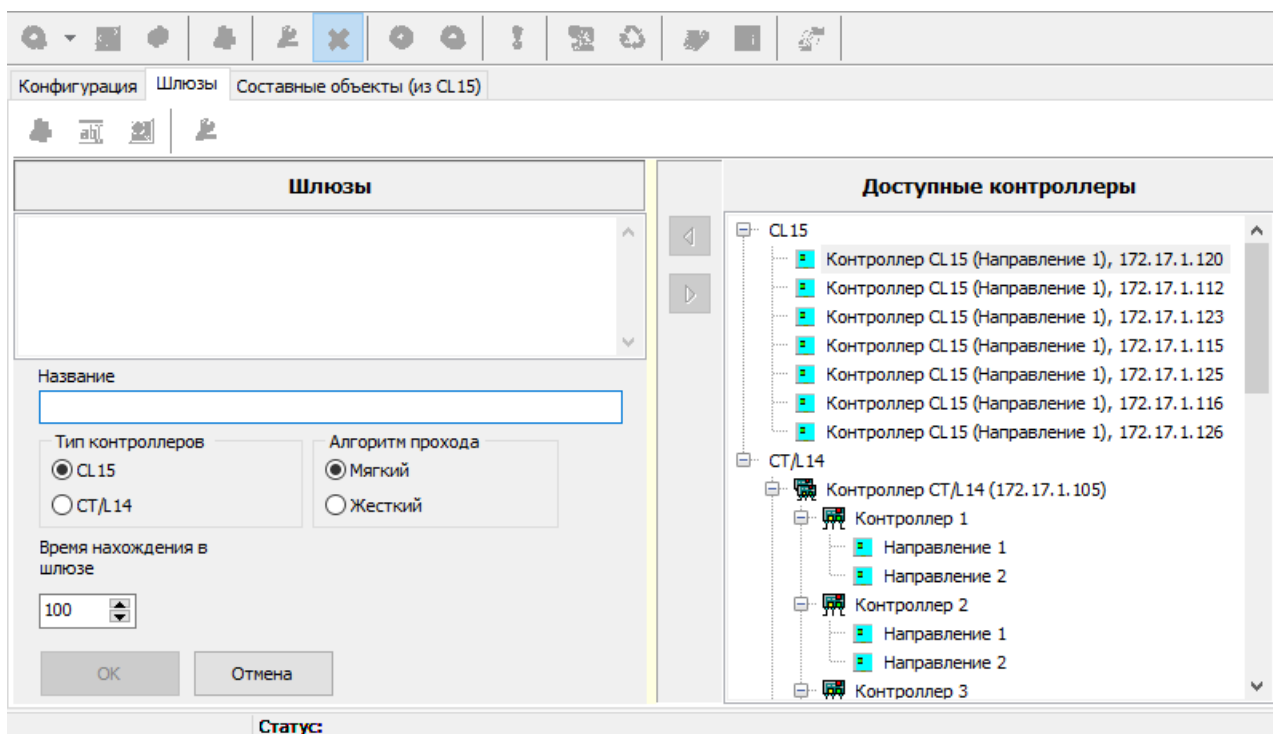 Конфигурация Шлюзы Составные объекты (из CL15)
Шлюзы
Название
Тип контроллеров
CL15
CT/L14
Алгоритм прохода
Мягкий
Жесткий
Время нахождения в
шлюзе
100
OK Отмена
Доступные контроллеры
CL15
Контроллер CL15 (Направление 1), 172.17.1.120
Контроллер CL15 (Направление 1), 172.17.1.112
Контроллер CL15 (Направление 1), 172.17.1.123
Контроллер CL15 (Направление 1), 172.17.1.115
Контроллер CL15 (Направление 1), 172.17.1.125
Контроллер CL15 (Направление 1), 172.17.1.116
Контроллер CL15 (Направление 1), 172.17.1.126
CT/L14
Контроллер CT/L14 (172.17.1.105)
Контроллер 1
Направление 1
Направление 2
Контроллер 2
Направление 1
Направление 2
Контроллер 3
Статус: